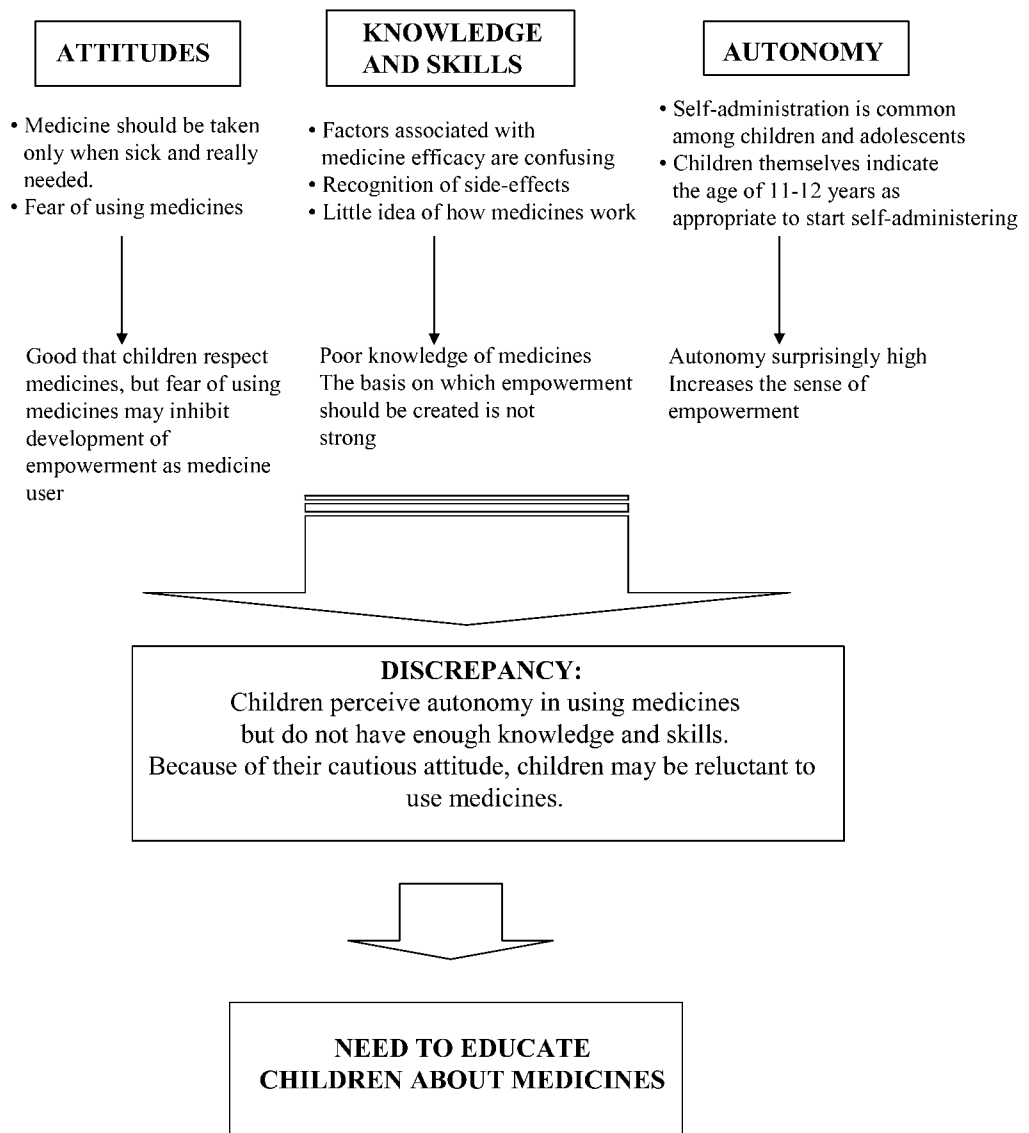 ATTITUDES
• Medicine should be taken
only when sick and really
needed.
• Fear of using medicines
Good that children respect
medicines, but fear of using
medicines may inhibit
development of
empowerment as medicine
user
KNOWLEDGE
AND SKILLS
• Factors associated with
medicine efficacy are confusing
• Recognition of side-effects
• Little idea of how medicines work
Poor knowledge of medicines
The basis on which empowerment
should be created is not
strong
AUTONOMY
• Self-administration is common
among children and adolescents
• Children themselves indicate
the age of 11-12 years as
appropriate to start self-administering
Autonomy surprisingly high
Increases the sense of
empowerment
DISCREPANCY:
Children perceive autonomy in using medicines
but do not have enough knowledge and skills.
Because of their cautious attitude, children may be reluctant to
use medicines.
NEED TO EDUCATE
CHILDREN ABOUT MEDICINES